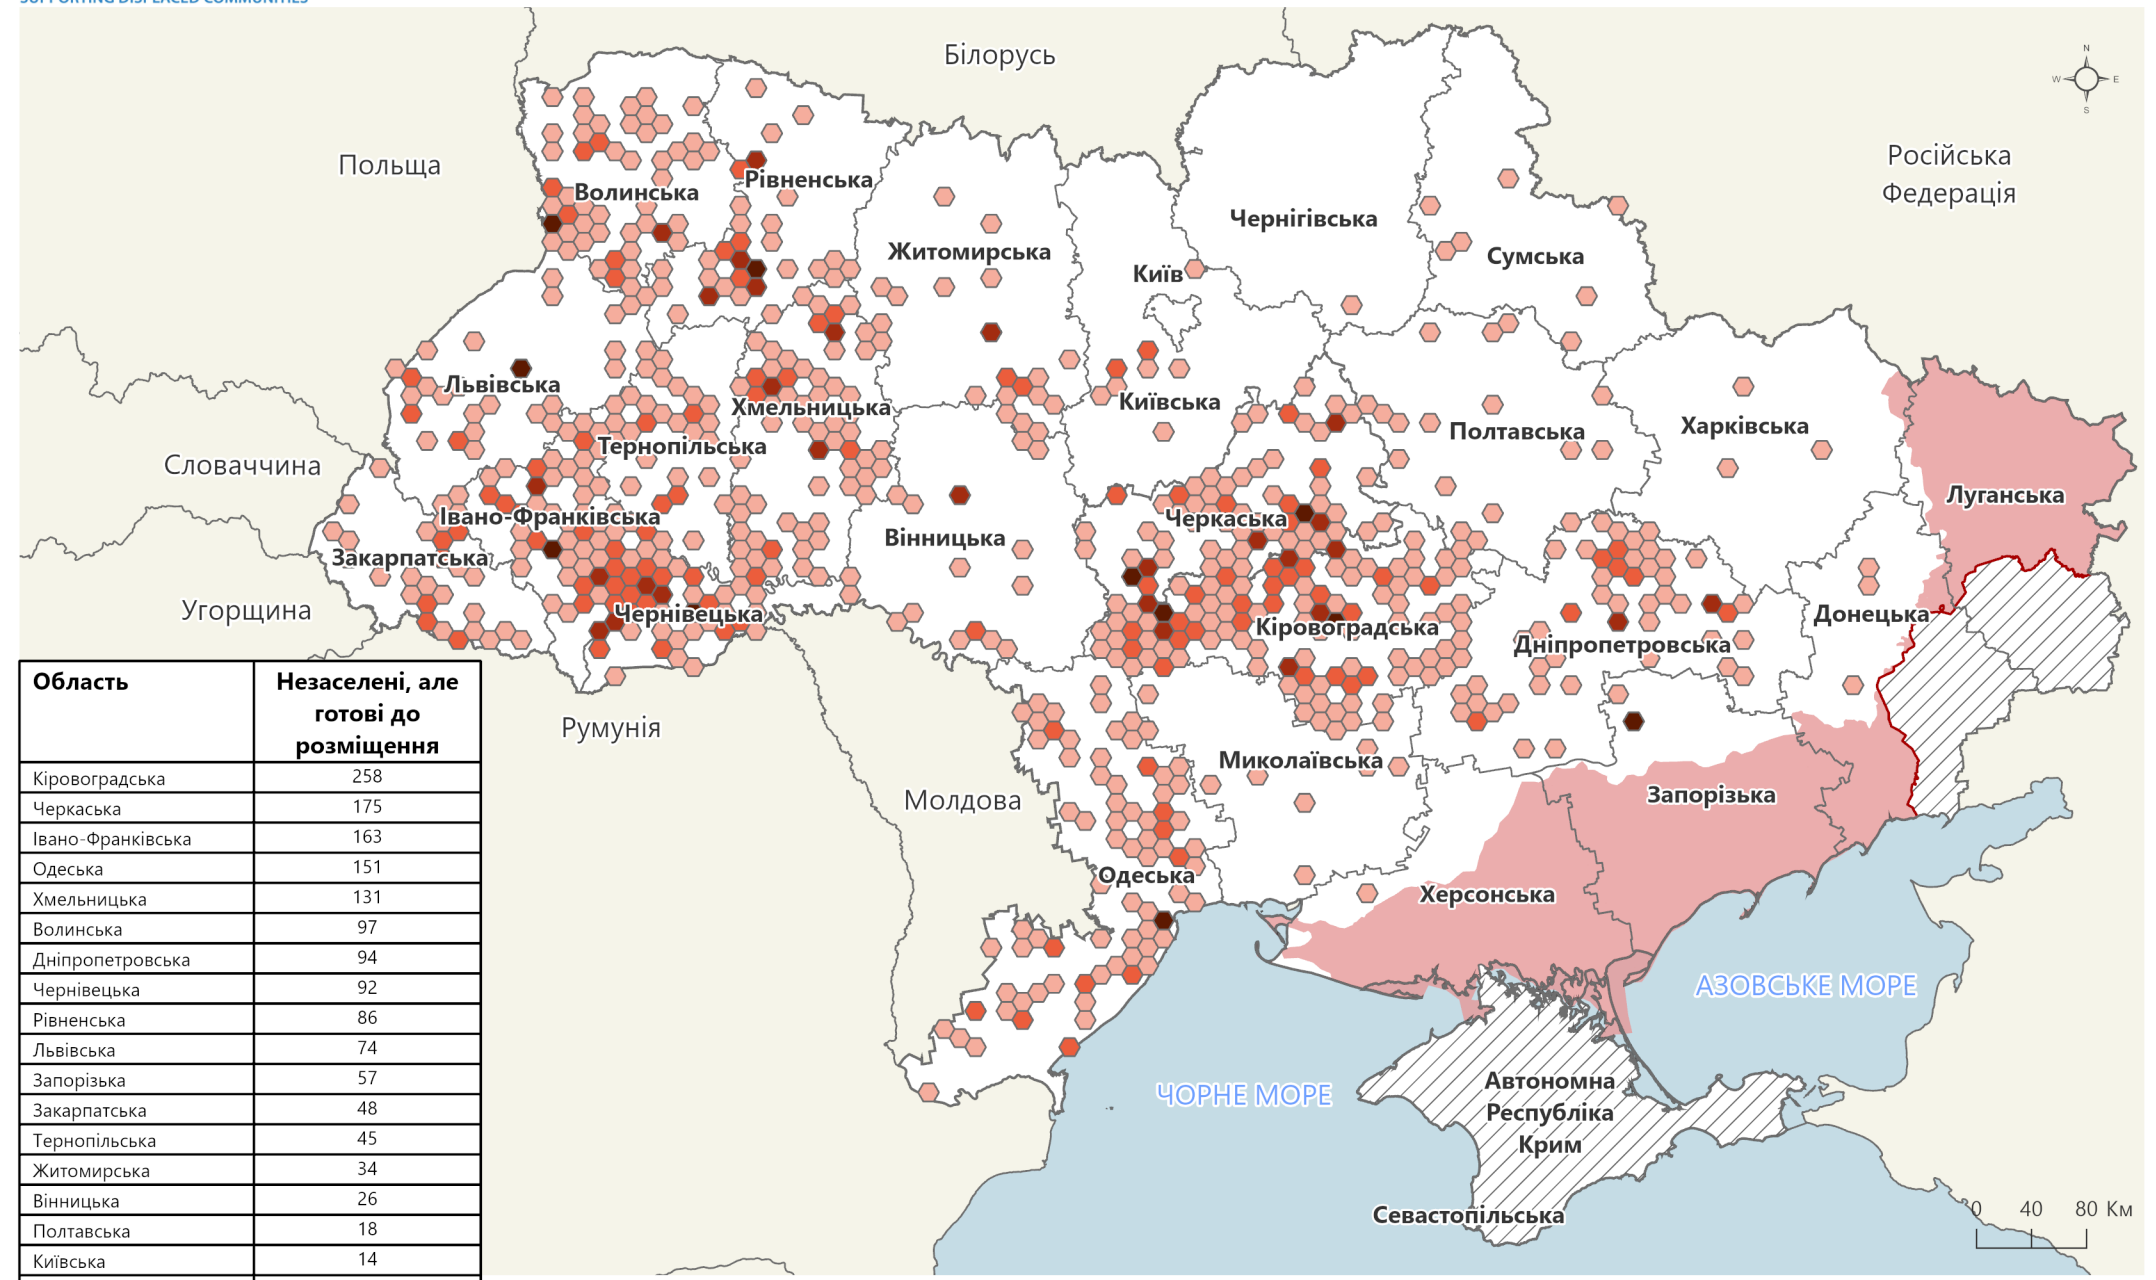 SUPPORTING DISPLACED COMMUNITIES
Білорусь
N
W E
S
Польща
Російська
Федерація
Волинська
Рівненська
Чернігівська
Житомирська
Сумська
Київ
Львівська
Хмельницька
Київська
Полтавська
Харківська
Тернопільська
Словаччина
Луганська
Івано-Франківська
Черкаська
Вінницька
Закарпатська
Угорщина
Чернівецька
Кіровоградська
Донецька
Дніпропетровська
Румунія
Миколаївська
Молдова
Запорізька
Одеська
Херсонська
АЗОВСЬКЕ МОРЕ
ЧОРНЕ МОРЕ
Автономна
Республіка
Крим
Севастопільська
0 40 80 Км
Область Незаселені, але
готові до
розміщення
Кіровоградська 258
Черкаська 175
Івано-Франківська 163
Одеська 151
Хмельницька 131
Волинська 97
Дніпропетровська 94
Чернівецька 92
Рівненська 86
Львівська 74
Запорізька 57
Закарпатська 48
Тернопільська 45
Житомирська 34
Вінницька 26
Полтавська 18
Київська 14